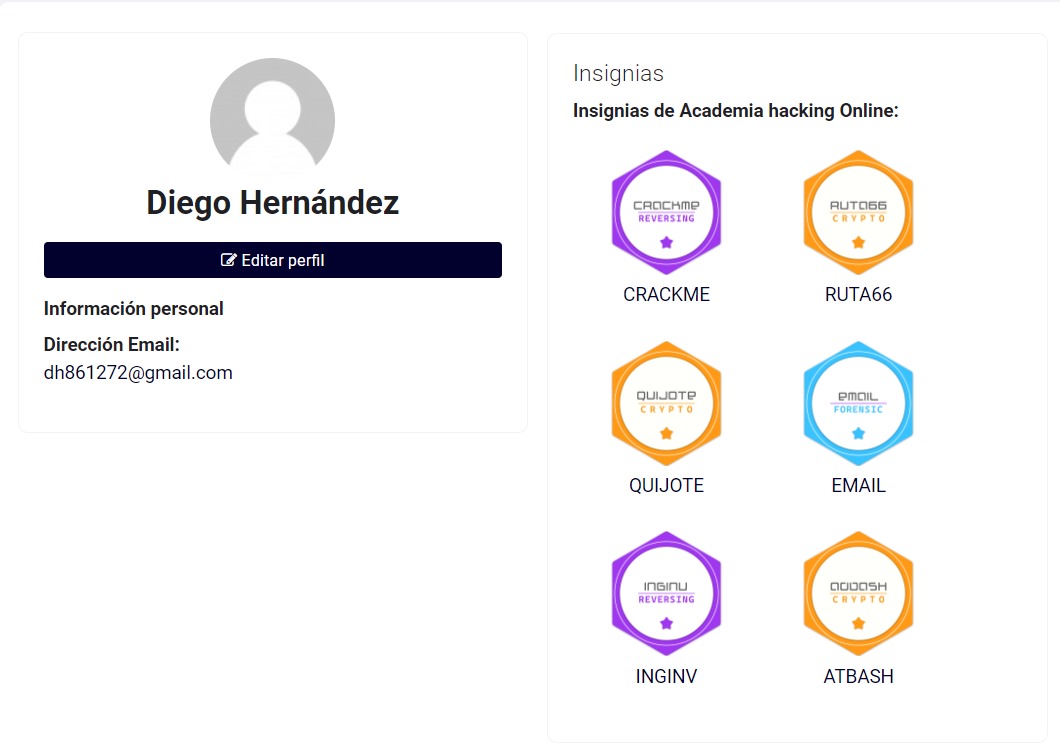 Diego Hernández
Editar perfil
Información personal
Dirección Email:
dh861272@gmail.com
Insignias
Insignias de Academia hacking Online:
CRACKME
REVERSING
CRACKME
RUTA66
CRYPTO
RUTA66
QUIJOTE
CRYPTO
QUIJOTE
EMAIL
FORENSIC
EMAIL
INGINV
REVERSING
INGINV
ATBASH
CRYPTO
ATBASH